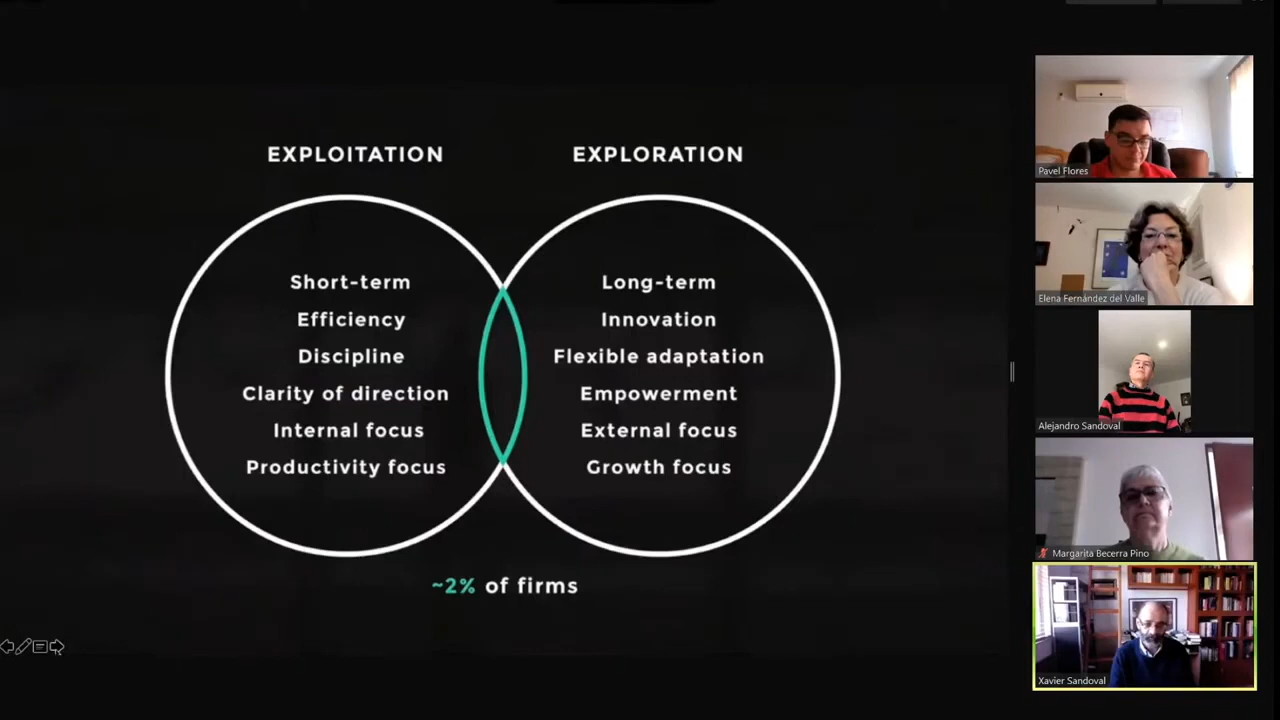 EXPLOITATION
EXPLORATION
Short-term
Efficiency
Discipline
Clarity of direction
Internal focus
Productivity focus
Long-term
Innovation
Flexible adaptation
Empowerment
External focus
Growth focus
~2% of firms
Pavel Flores
Elena Fernández del Valle
Alejandro Sandoval
Margarita Becerra Pino
Xavier Sandoval